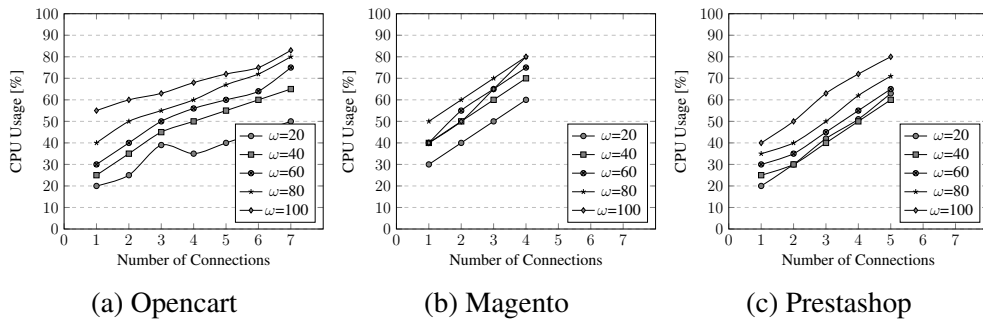 100
90
80
70
60
50
40
30
20
10
0
CPU Usage [%]
0 1 2 3 4 5 6 7
Number of Connections
ω=20
ω=40
ω=60
ω=80
ω=100
(a) Opencart
100
90
80
70
60
50
40
30
20
10
0
CPU Usage [%]
0 1 2 3 4 5 6 7
Number of Connections
ω=20
ω=40
ω=60
ω=80
ω=100
(b) Magento
100
90
80
70
60
50
40
30
20
10
0
CPU Usage [%]
0 1 2 3 4 5 6 7
Number of Connections
ω=20
ω=40
ω=60
ω=80
ω=100
(c) Prestashop